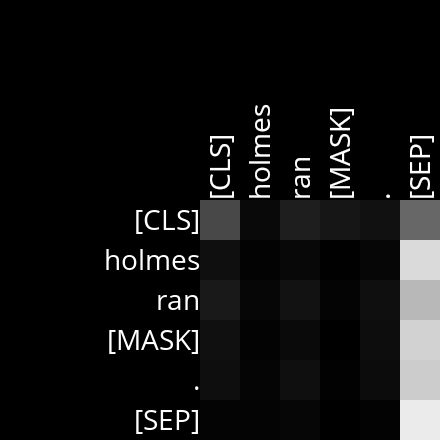 [CLS] holmes ran [MASK] . [SEP]
[CLS]
holmes
ran
[MASK]
.
[SEP]